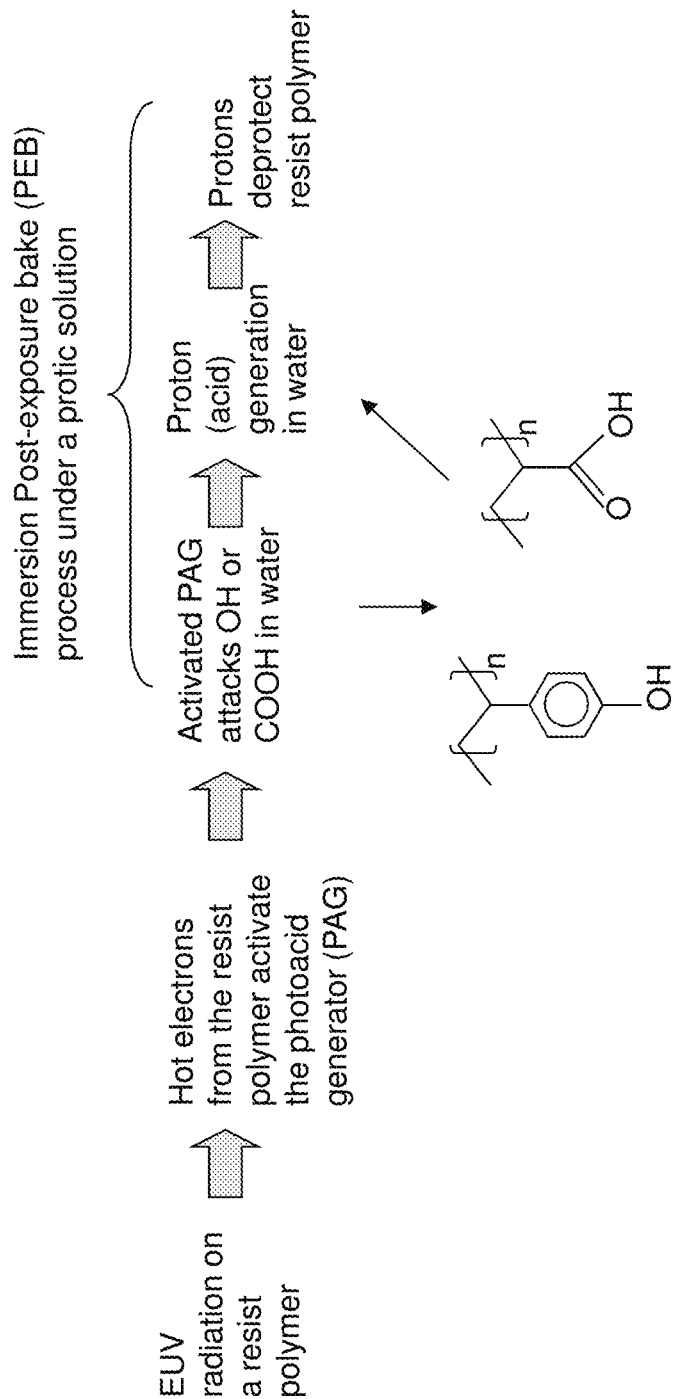 Immersion Post-exposure bake (PEB)
process under a protic solution
EUV
radiation on
a resist
polymer
Hot electrons
from the resist
polymer activate
the photoacid
generator (PAG)
Activated PAG
attacks OH or
COOH in water
Proton
(acid)
generation
in water
Protons
deprotect
resist polymer
n
OH
n
O
OH